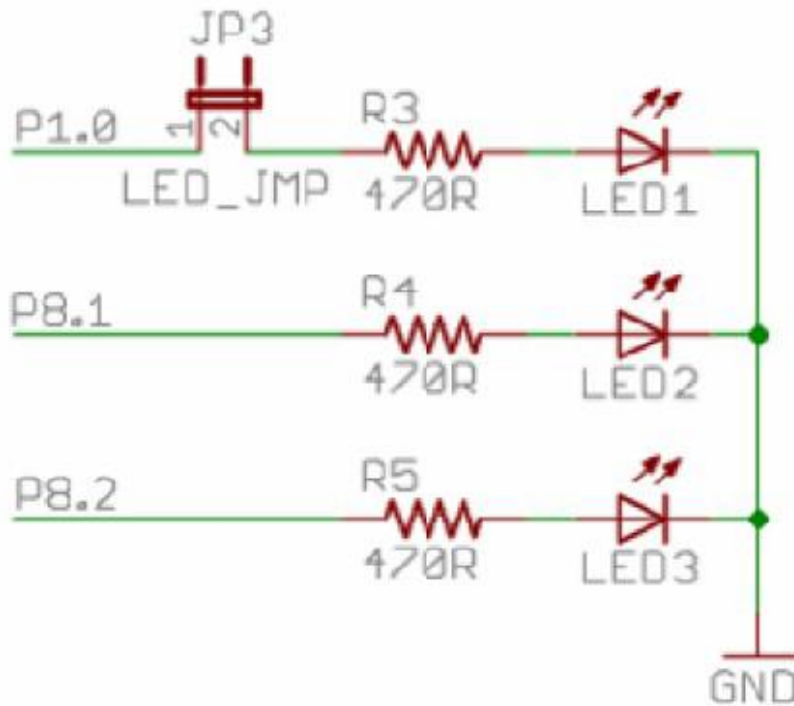 JP3
P1.0
1
2
R3
LED_JMP
470R
LED1
P8.1
R4
470R
LED2
P8.2
R5
470R
LED3
GND